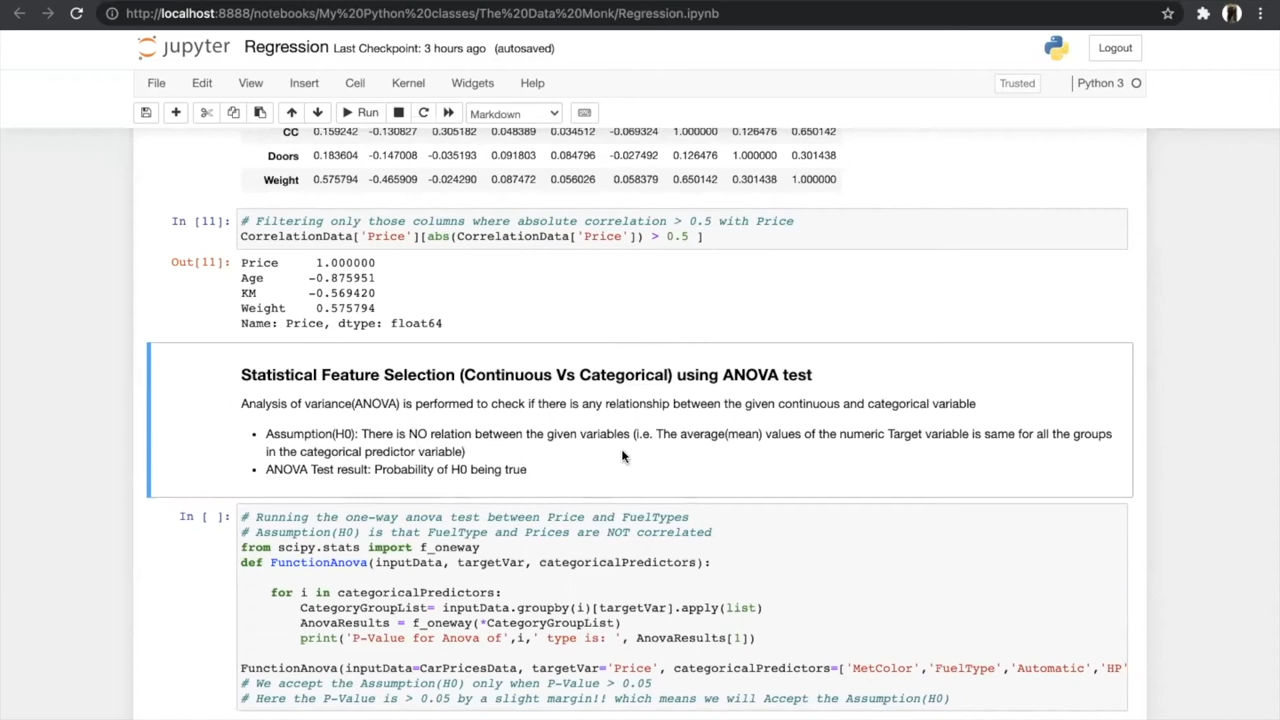 http://localhost:8888/notebooks/My%20Python%20classes/The%20Data%20Monk/Regression.ipynb
jupyter Regression Last Checkpoint: 3 hours ago (autosaved)
Logout
File Edit View Insert Cell Kernel Widgets Help
Trusted Python 3
Run Markdown
CC 0.159242 -0.130827 0.305182 0.048389 0.034512 -0.069324 1.000000 0.126476 0.650142
Doors 0.183604 -0.147008 -0.035193 0.091803 0.084796 -0.027492 0.126476 1.000000 0.301438
Weight 0.575794 -0.465909 -0.024290 0.087472 0.056026 0.058379 0.650142 0.301438 1.000000
In [11]: # Filtering only those columns where absolute correlation > 0.5 with Price
CorrelationData['Price'][abs(CorrelationData['Price']) > 0.5 ]
Out[11]: Price 1.000000
Age -0.875951
KM -0.569420
Weight 0.575794
Name: Price, dtype: float64
Statistical Feature Selection (Continuous Vs Categorical) using ANOVA test
Analysis of variance(ANOVA) is performed to check if there is any relationship between the given continuous and categorical variable
• Assumption(H0): There is NO relation between the given variables (i.e. The average(mean) values of the numeric Target variable is same for all the groups
in the categorical predictor variable)
• ANOVA Test result: Probability of H0 being true
In [ ]: # Running the one-way anova test between Price and FuelTypes
# Assumption(H0) is that FuelType and Prices are NOT correlated
from scipy.stats import f_oneway
def FunctionAnova(inputData, targetVar, categoricalPredictors):
for i in categoricalPredictors:
CategoryGroupList= inputData.groupby(i)[targetVar].apply(list)
AnovaResults = f_oneway(*CategoryGroupList)
print('P-Value for Anova of',i,' type is: ', AnovaResults[1])
FunctionAnova(inputData=CarPricesData, targetVar='Price', categoricalPredictors=['MetColor','FuelType','Automatic','HP'
# We accept the Assumption(H0) only when P-Value > 0.05
# Here the P-Value is > 0.05 by a slight margin!! which means we will Accept the Assumption(H0)